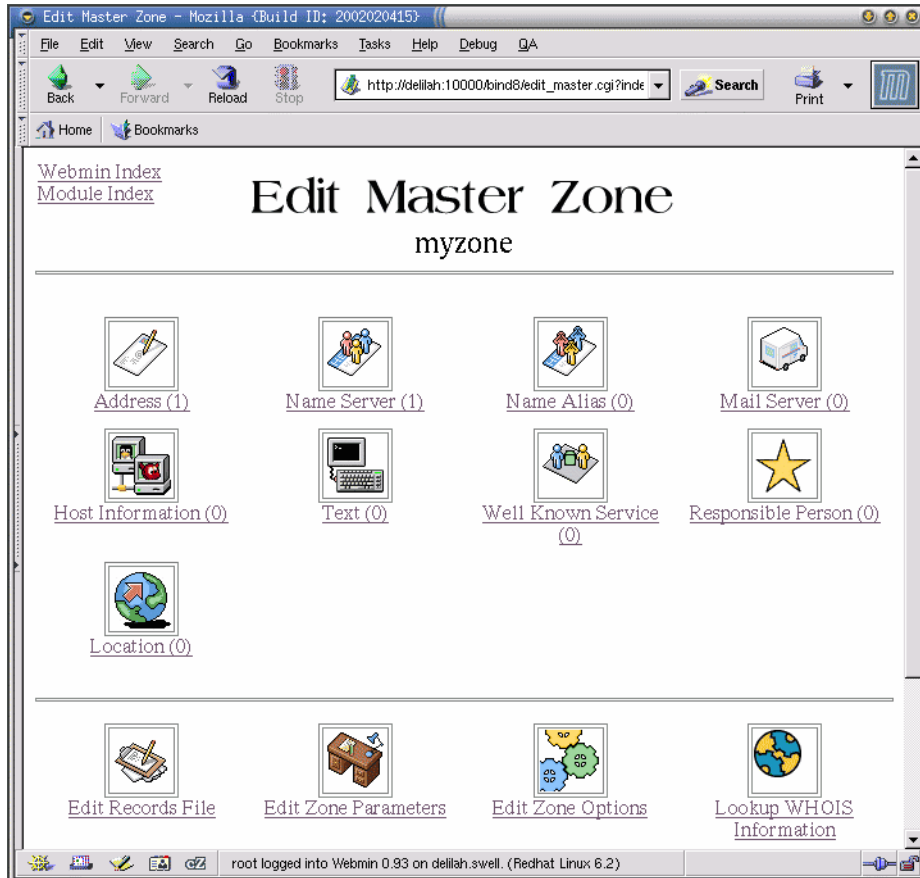 Edit Master Zone - Mozilla {Build ID: 2002020415}
File Edit View Search Go Bookmarks Tasks Help Debug QA
Back Forward Reload Stop http://delilah:10000/bind8/edit_master.cgi?inde Search Print
Home Bookmarks
Webmin Index
Module Index
Edit Master Zone
myzone
Address (1) Name Server (1) Name Alias (0) Mail Server (0)
Host Information (0) Text (0) Well Known Service Responsible Person (0)
(0)
Location (0)
Edit Records File Edit Zone Parameters Edit Zone Options Lookup WHOIS
Information
root logged into Webmin 0.93 on delilah.swell. (Redhat Linux 6.2)